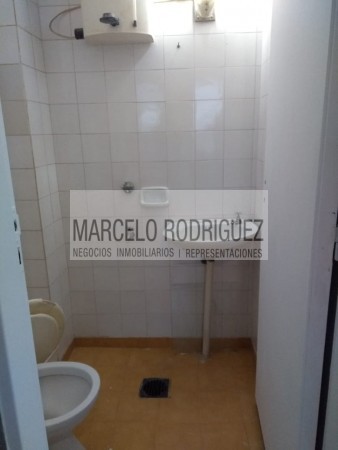 MARCELO RODRIGUEZ
NEGOCIOS INMOBILIARIOS | REPRESENTACIONES